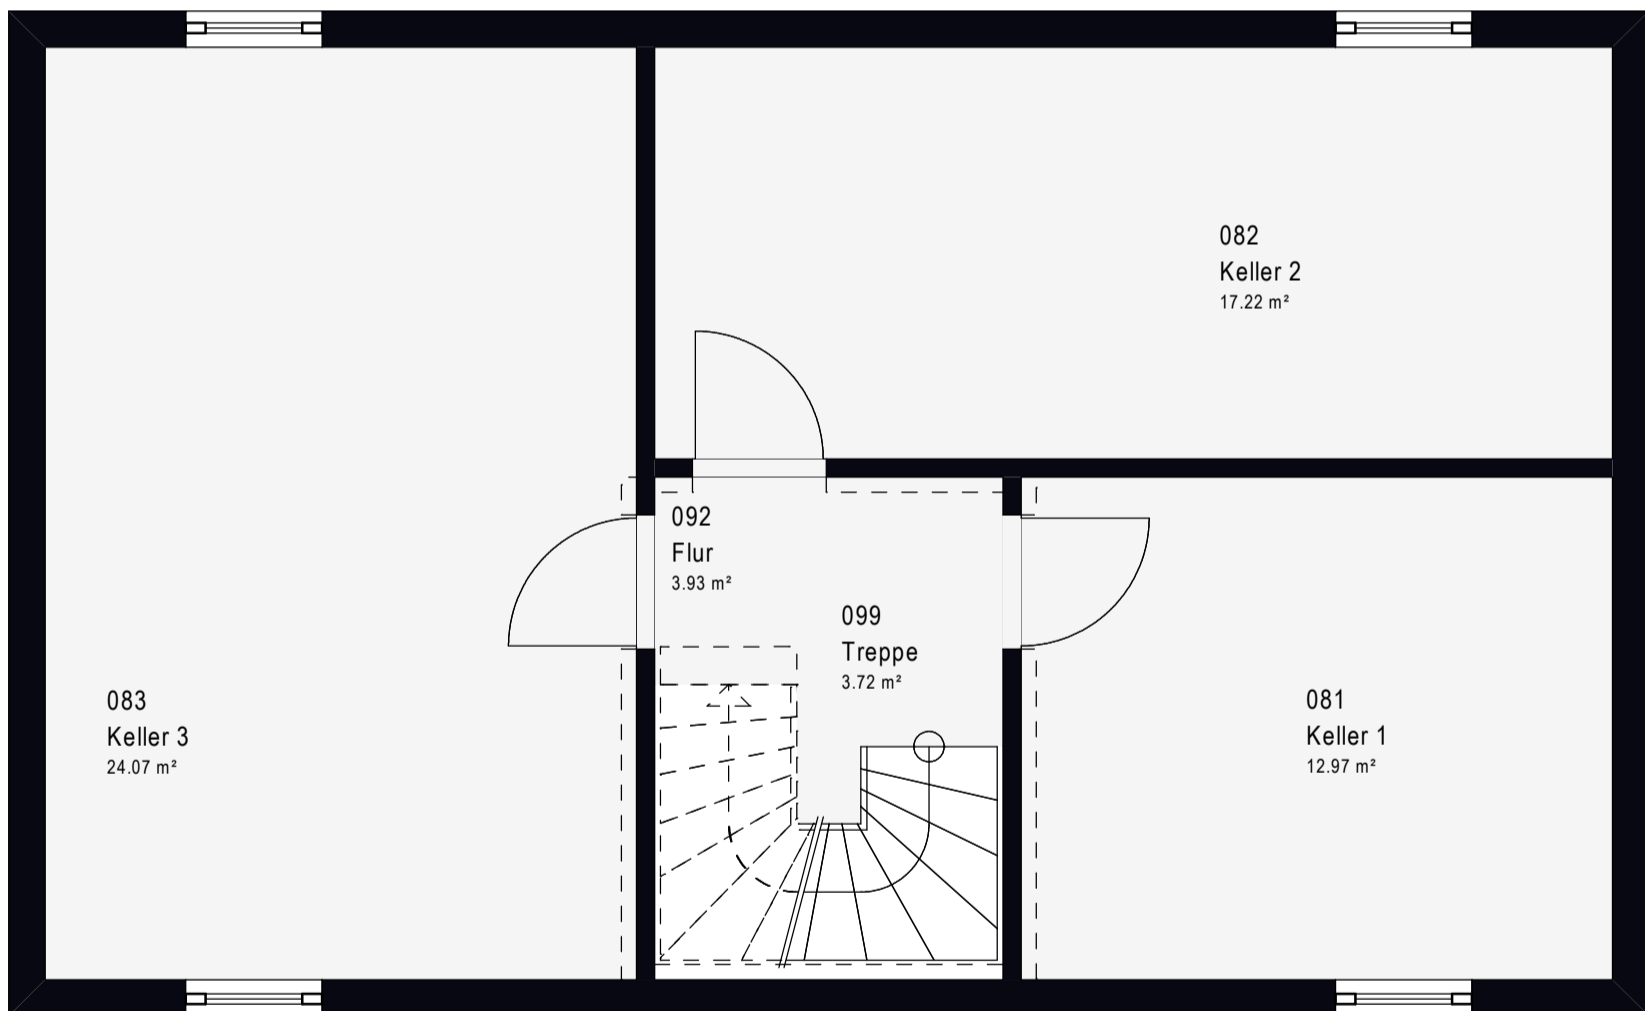 082
Keller 2
17.22 m²
092
Flur
3.93 m²
099
Treppe
3.72 m²
083
Keller 3
24.07 m²
081
Keller 1
12.97 m²